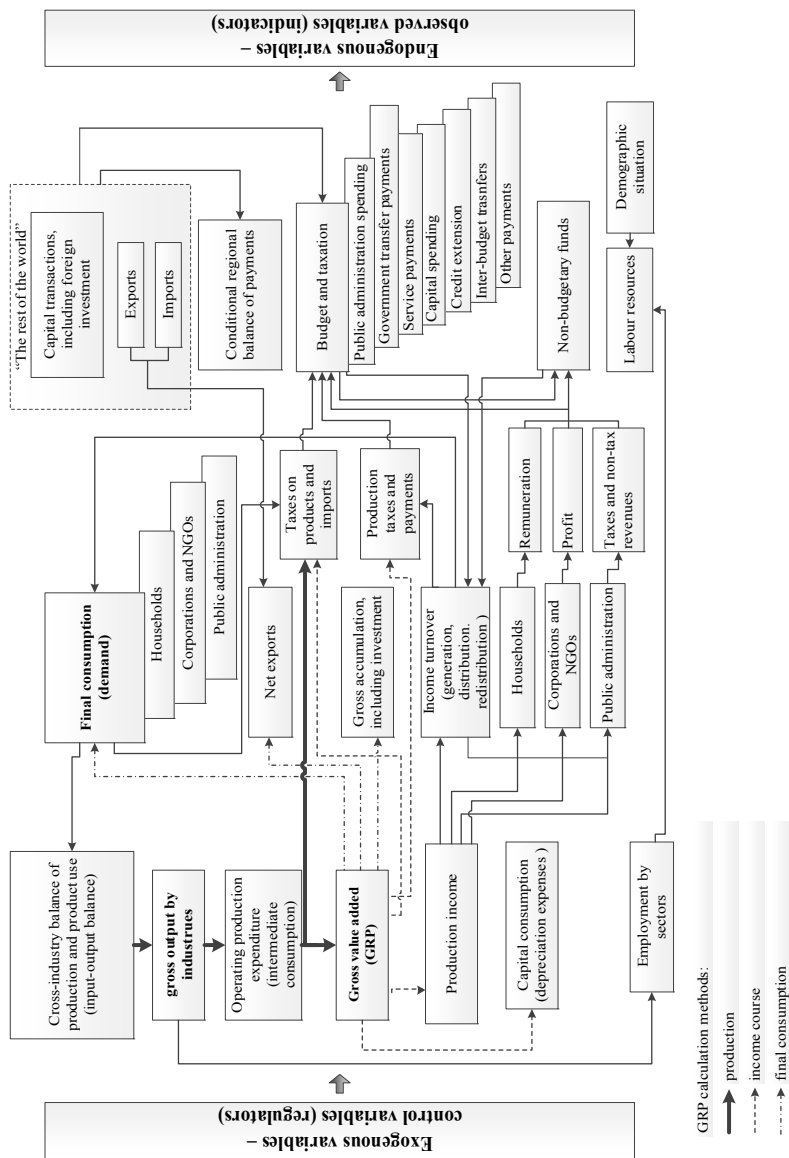 Exogenous variables –
control variables (regulators)
Cross-industry balance of
production and product use
(input-output balance)
gross output by
industrues
Operating production
expenditure
(intermediate
consumption)
Gross value added
(GRP)
Production income
Capital consumption
(depreciation expenses )
Employment by
sectors
Final consumption
(demand)
Households
Corporations and NGOs
Public administration
Net exports
Taxes on
products and
imports
Gross accumulation,
including investment
Production
taxes and
payments
Income turnover
(generation,
distribution.
redistribution )
Households
Corporations and
NGOs
Public administration
Remuneration
Profit
Taxes and non-tax
revenues
“The rest of the world”
Capital transactions,
including foreign
investment
Exports
Imports
Conditional regional
balance of payments
Budget and taxation
Public administration spending
Government transfer payments
Service payments
Capital spending
Credit extension
Inter-budget trasnfers
Other payments
Non-budgetary funds
Labour resources
Demographic
situation
Endogenous variables –
observed variables (indicators)
GRP calculation methods:
production
income course
final consumption